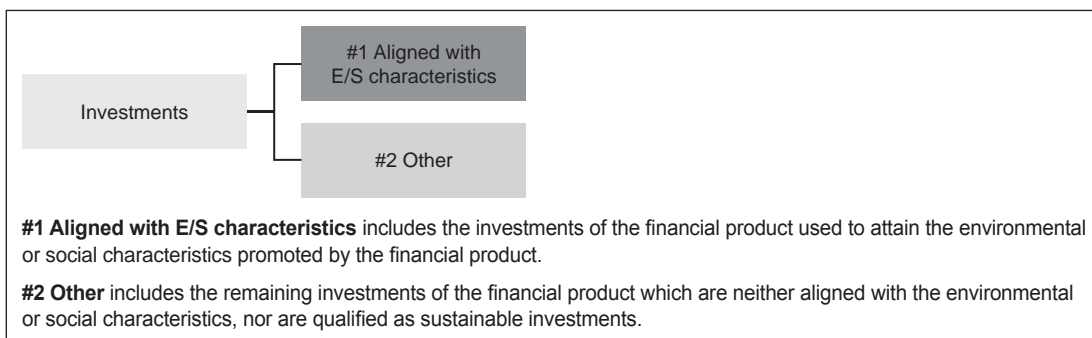 #1 Aligned with
E/S characteristics
Investments
#2 Other
#1 Aligned with E/S characteristics includes the investments of the financial product used to attain the environmental
or social characteristics promoted by the financial product.
#2 Other includes the remaining investments of the financial product which are neither aligned with the environmental
or social characteristics, nor are qualified as sustainable investments.